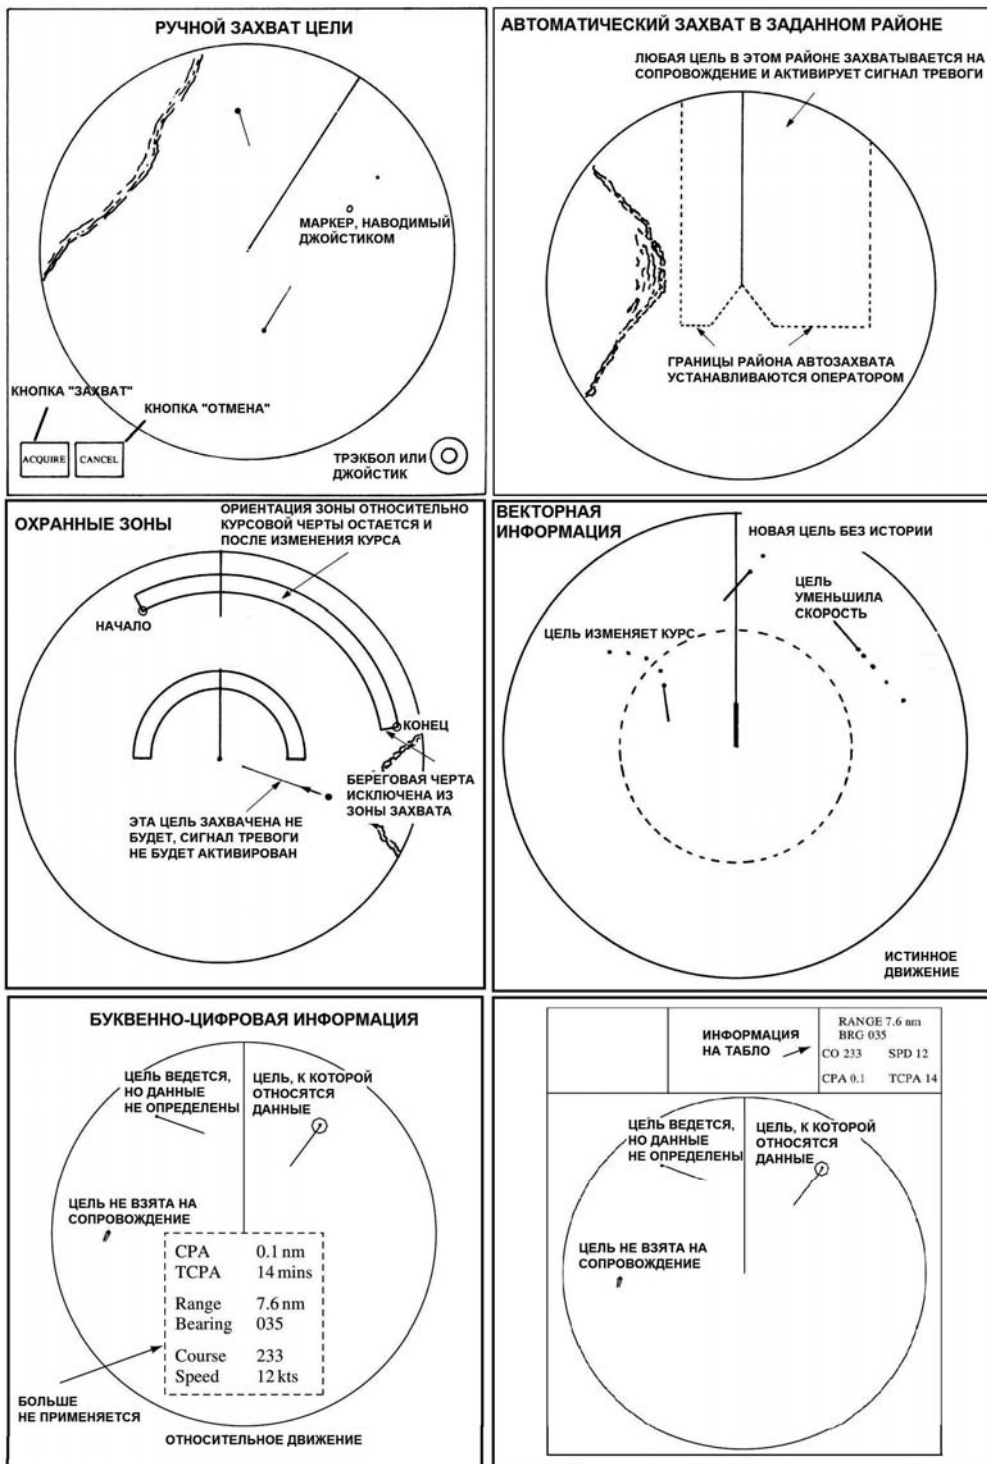 РУЧНОЙ ЗАХВАТ ЦЕЛИ
МАРКЕР, НАВОДИМЫЙ
ДЖОЙСТИКОМ
КНОПКА "ЗАХВАТ"
КНОПКА "ОТМЕНА"
ACQUIRE
CANCEL
ТРЭКБОЛ ИЛИ
ДЖОЙСТИК
АВТОМАТИЧЕСКИЙ ЗАХВАТ В ЗАДАННОМ РАЙОНЕ
ЛЮБАЯ ЦЕЛЬ В ЭТОМ РАЙОНЕ ЗАХВАТЫВАЕТСЯ НА
СОПРОВОЖДЕНИЕ И АКТИВИРУЕТ СИГНАЛ ТРЕВОГИ
ГРАНИЦЫ РАЙОНА АВТОЗАХВАТА
УСТАНАВЛИВАЮТСЯ ОПЕРАТОРОМ
ОХРАННЫЕ ЗОНЫ
ОРИЕНТАЦИЯ ЗОНЫ ОТНОСИТЕЛЬНО
КУРСОВОЙ ЧЕРТЫ ОСТАЕТСЯ И
ПОСЛЕ ИЗМЕНЕНИЯ КУРСА
НАЧАЛО
КОНЕЦ
БЕРЕГОВАЯ ЧЕРТА
ИСКЛЮЧЕНА ИЗ
ЗОНЫ ЗАХВАТА
ЭТА ЦЕЛЬ ЗАХВАЧЕНА НЕ
БУДЕТ, СИГНАЛ ТРЕВОГИ
НЕ БУДЕТ АКТИВИРОВАН
ВЕКТОРНАЯ
ИНФОРМАЦИЯ
НОВАЯ ЦЕЛЬ БЕЗ ИСТОРИИ
ЦЕЛЬ
УМЕНЬШИЛА
СКОРОСТЬ
ЦЕЛЬ ИЗМЕНЯЕТ КУРС
ИСТИННОЕ
ДВИЖЕНИЕ
БУКВЕННО-ЦИФРОВАЯ ИНФОРМАЦИЯ
ЦЕЛЬ ВЕДЕТСЯ,
НО ДАННЫЕ
НЕ ОПРЕДЕЛЕНЫ
ЦЕЛЬ, К КОТОРОЙ
ОТНОСЯТСЯ
ДАННЫЕ
ЦЕЛЬ НЕ ВЗЯТА НА
СОПРОВОЖДЕНИЕ
CPA 0.1 nm
TCPA 14 mins
Range 7.6 nm
Bearing 035
Course 233
Speed 12 kts
БОЛЬШЕ
НЕ ПРИМЕНЯЕТСЯ
ОТНОСИТЕЛЬНОЕ ДВИЖЕНИЕ
ИНФОРМАЦИЯ
НА ТАБЛО
RANGE 7.6 nm
BRG 035
CO 233 SPD 12
CPA 0.1 TCPA 14
ЦЕЛЬ ВЕДЕТСЯ,
НО ДАННЫЕ
НЕ ОПРЕДЕЛЕНЫ
ЦЕЛЬ, К КОТОРОЙ
ОТНОСЯТСЯ
ДАННЫЕ
ЦЕЛЬ НЕ ВЗЯТА НА
СОПРОВОЖДЕНИЕ